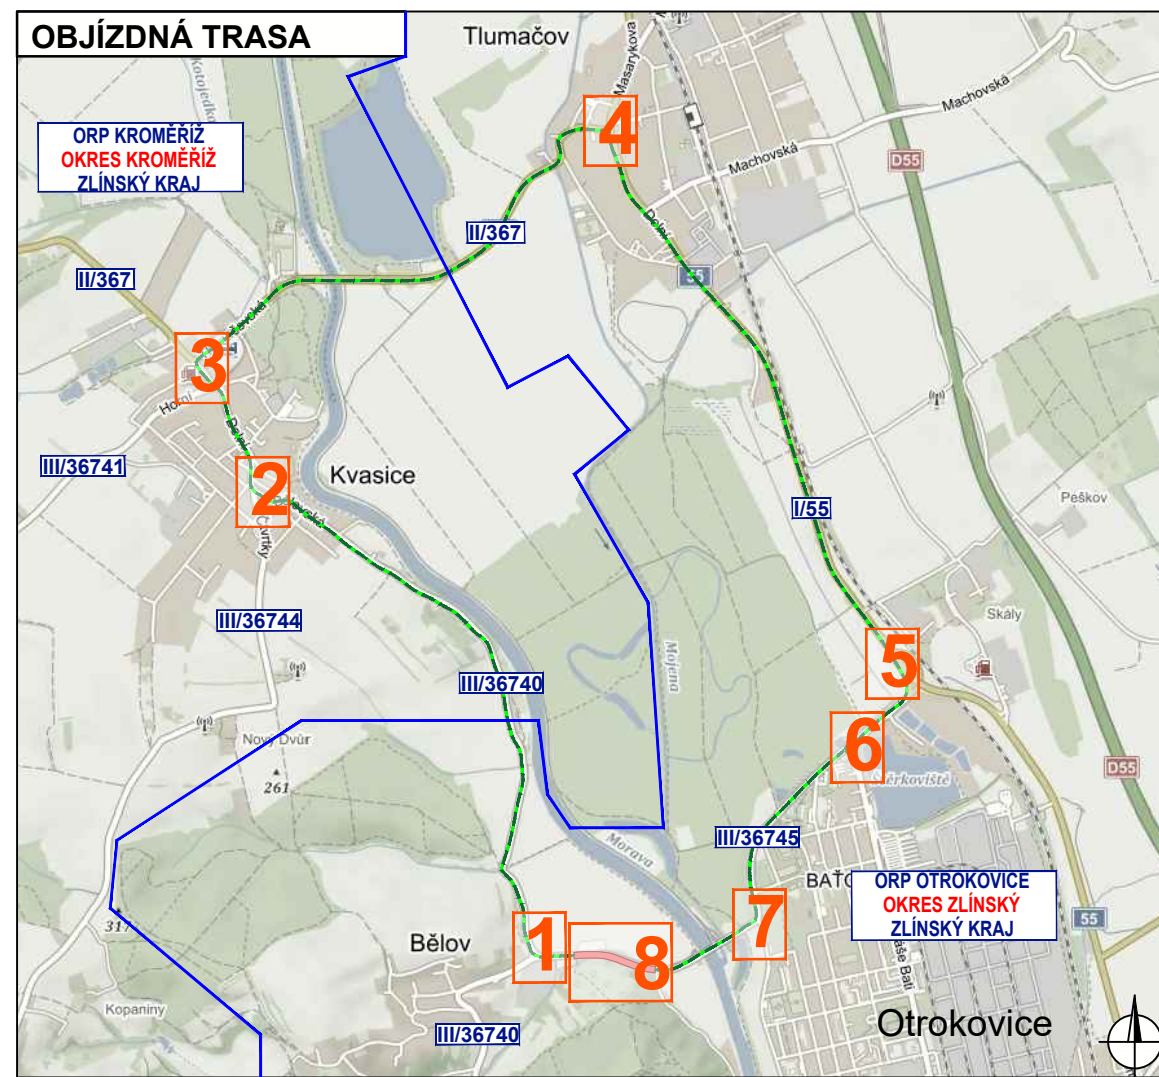 OBJÍZDNÁ TRASA
Tlumačov
Masarykova
Kotojedka
ORP KROMĚŘÍŽ
OKRES KROMĚŘÍŽ
ZLÍNSKÝ KRAJ
4
Machovská
Machovská
D55
II/367
Dolní
II/367
55
3
Horní
Dolní
III/36741
2
Kvasice
Čtvrtky
I/55
Peškov
III/36744
Skály
Mojena
5
III/36740
6
Nový Dvůr
261
Štěrkoviště
D55
Morava
III/36745
BAŤO
ORP OTROKOVICE
OKRES ZLÍNSKÝ
ZLÍNSKÝ KRAJ
317
7
55
1
8
Bělov
Kopaniny
III/36740
Otrokovice